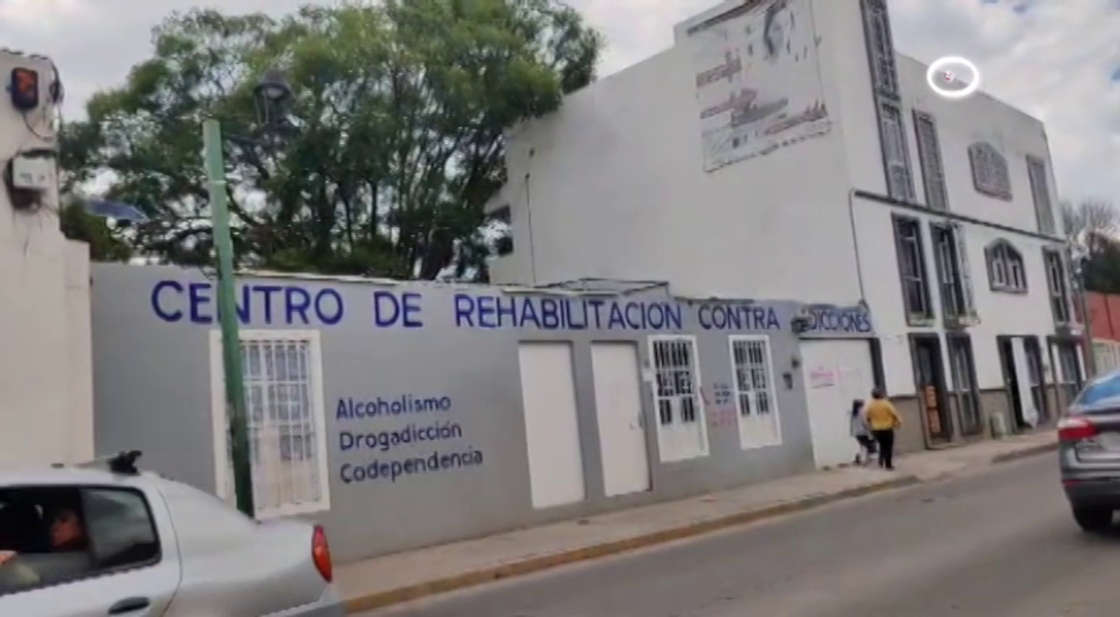 CENTRO DE REHABILITACION CONTRA ADICCIONES
Alcoholismo
Drogadicción
Codependencia